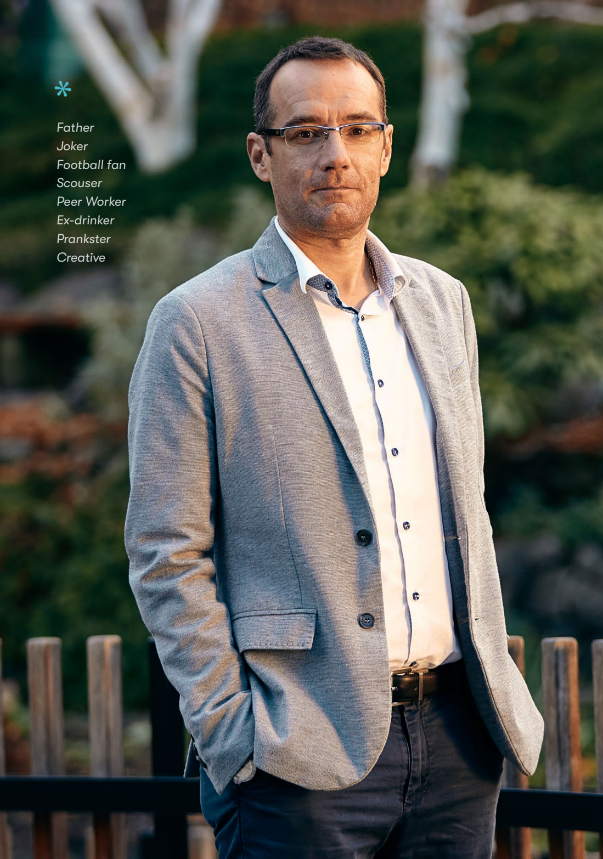 *
Father
Joker
Football fan
Scouser
Peer Worker
Ex-drinker
Prankster
Creative